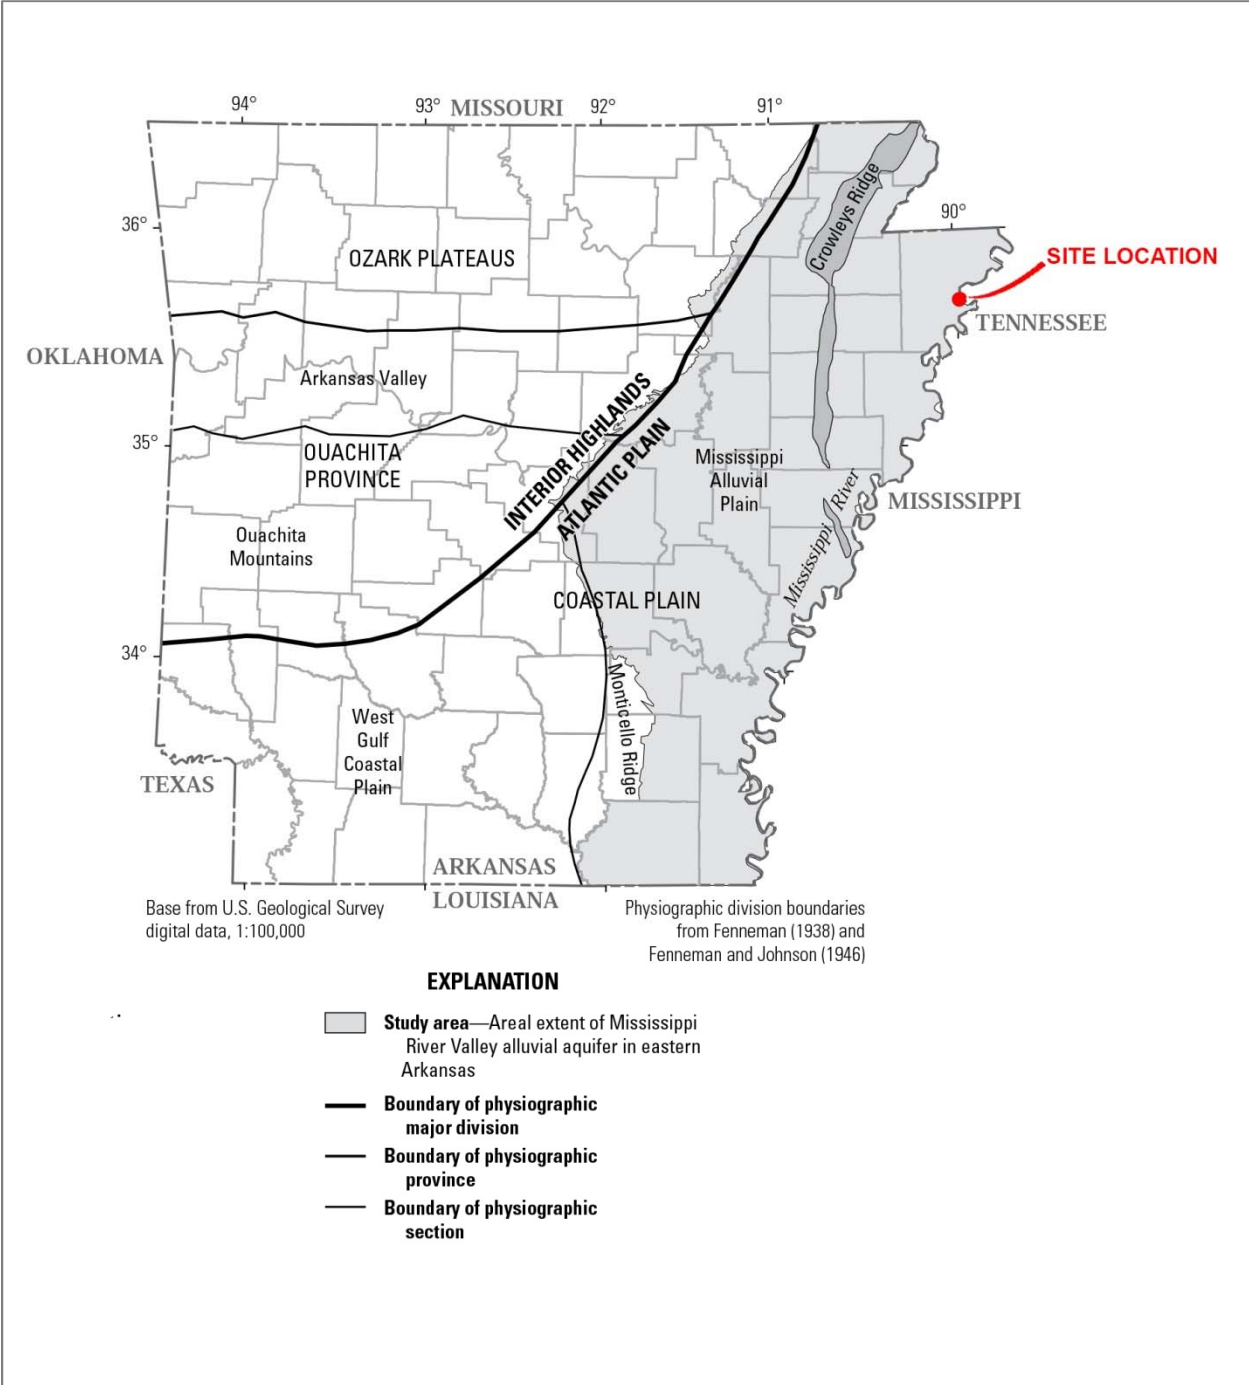 94°
93°
MISSOURI
92°
91°
36°
90°
Crowleys Ridge
OZARK PLATEAUS
SITE LOCATION
TENNESSEE
OKLAHOMA
Arkansas Valley
INTERIOR HIGHLANDS
ATLANTIC PLAIN
35°
OUACHITA
PROVINCE
Mississippi
Alluvial
Plain
MISSISSIPPI
Mississippi River
Ouachita
Mountains
COASTAL PLAIN
34°
Monticello Ridge
West
Gulf
Coastal
Plain
TEXAS
ARKANSAS
LOUISIANA
Base from U.S. Geological Survey
digital data, 1:100,000
Physiographic division boundaries
from Fenneman (1938) and
Fenneman and Johnson (1946)
EXPLANATION
Study area—Areal extent of Mississippi
River Valley alluvial aquifer in eastern
Arkansas
Boundary of physiographic
major division
Boundary of physiographic
province
Boundary of physiographic
section